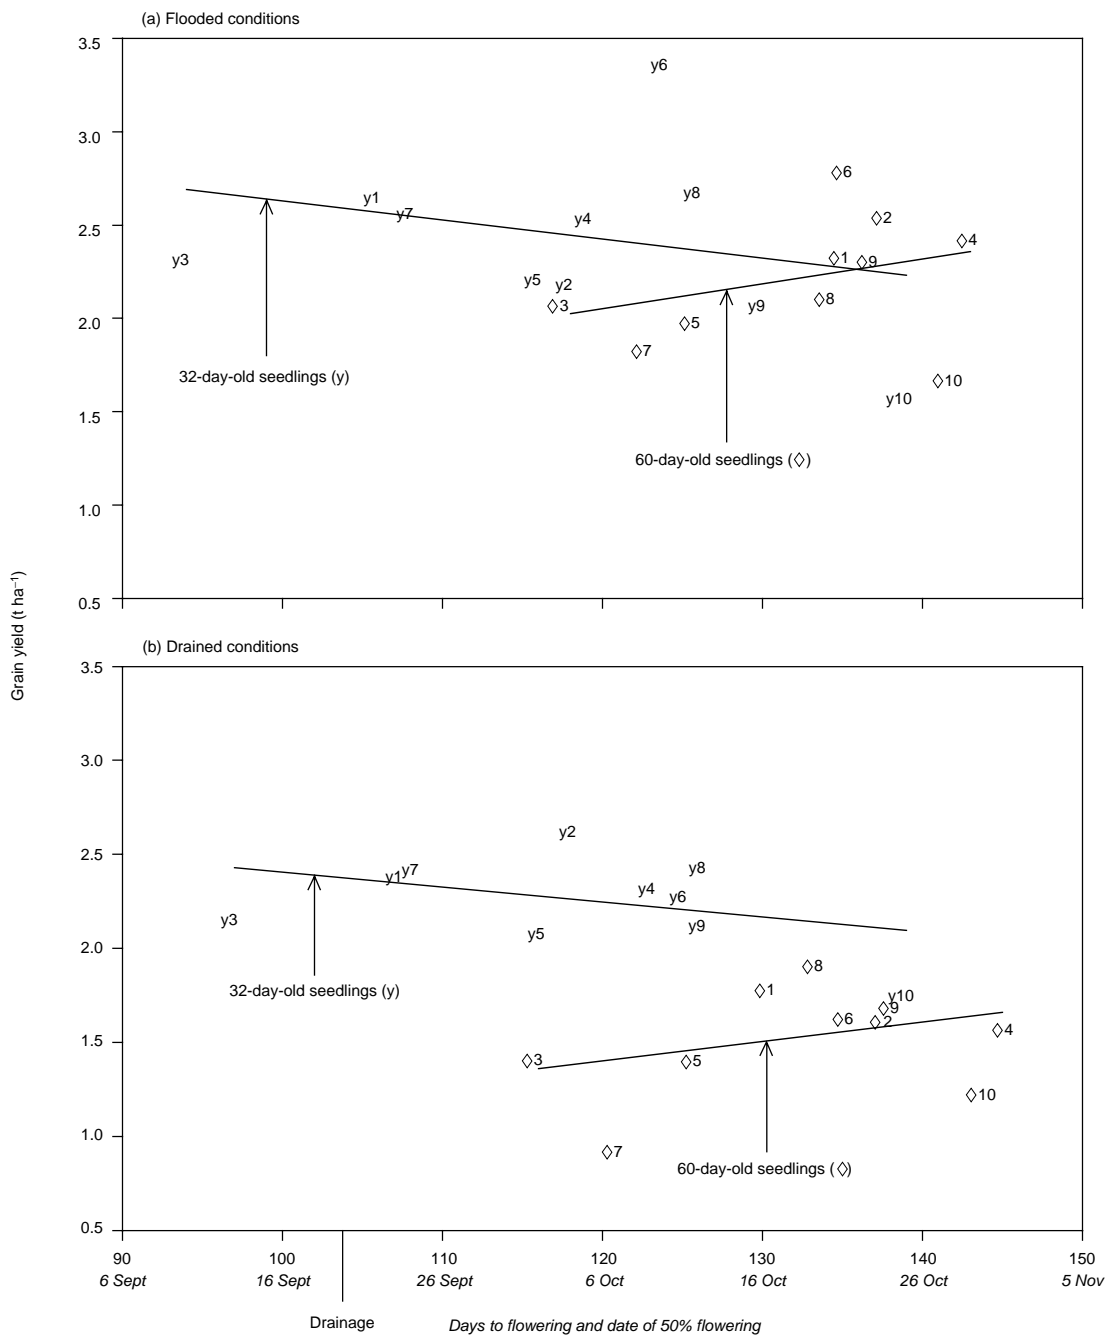 (a) Flooded conditions
3.5
y6
3.0
6
y8
y1
2
y7
y4
2.5
4
y3
1
9
y5
y2
8
3
y9
2.0
5
7
32-day-old seedlings (y)
10
y10
1.5
60-day-old seedlings (◊)
1.0
0.5
Grain yield (t ha⁻¹)
(b) Drained conditions
3.5
3.0
y2
2.5
y7
y8
y1
y4
y6
y3
y9
y5
2.0
8
32-day-old seedlings (y)
1
y10
9
6
2
1.5
4
3
5
10
1.0
7
60-day-old seedlings (◊)
0.5
90 100 110 120 130 140 150
6 Sept 16 Sept 26 Sept 6 Oct 16 Oct 26 Oct 5 Nov
Drainage
Days to flowering and date of 50% flowering